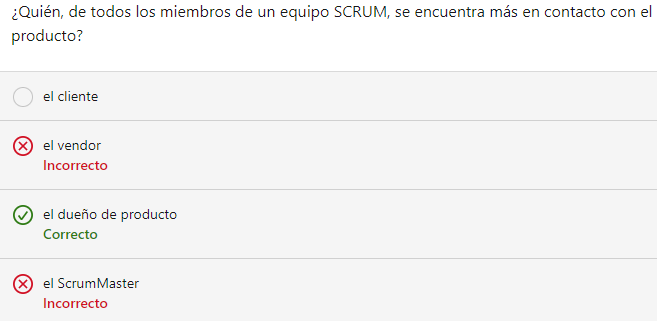 ¿Quién, de todos los miembros de un equipo SCRUM, se encuentra más en contacto con el
producto?
el cliente
el vendor
Incorrecto
el dueño de producto
Correcto
el ScrumMaster
Incorrecto